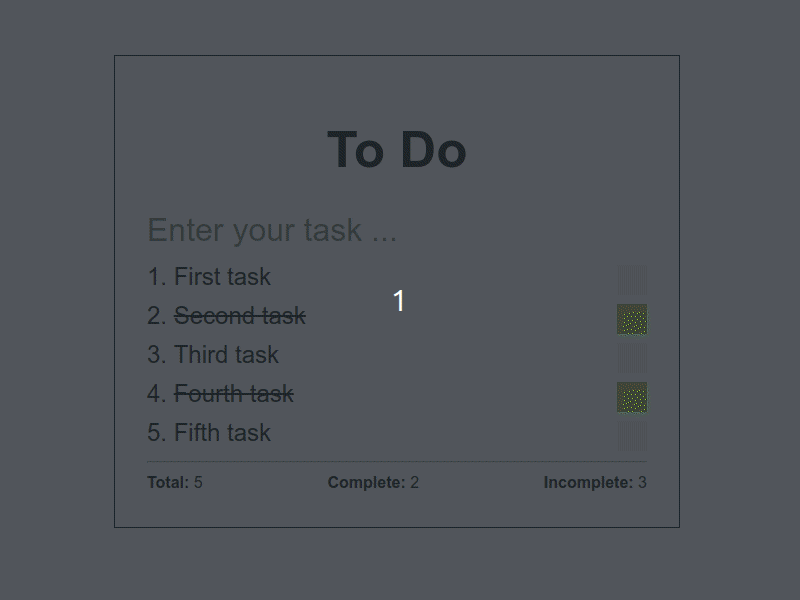 To Do
Enter your task ...
1. First task
1
2. Second task
3. Third task
4. Fourth task
5. Fifth task
Total: 5 Complete: 2 Incomplete: 3